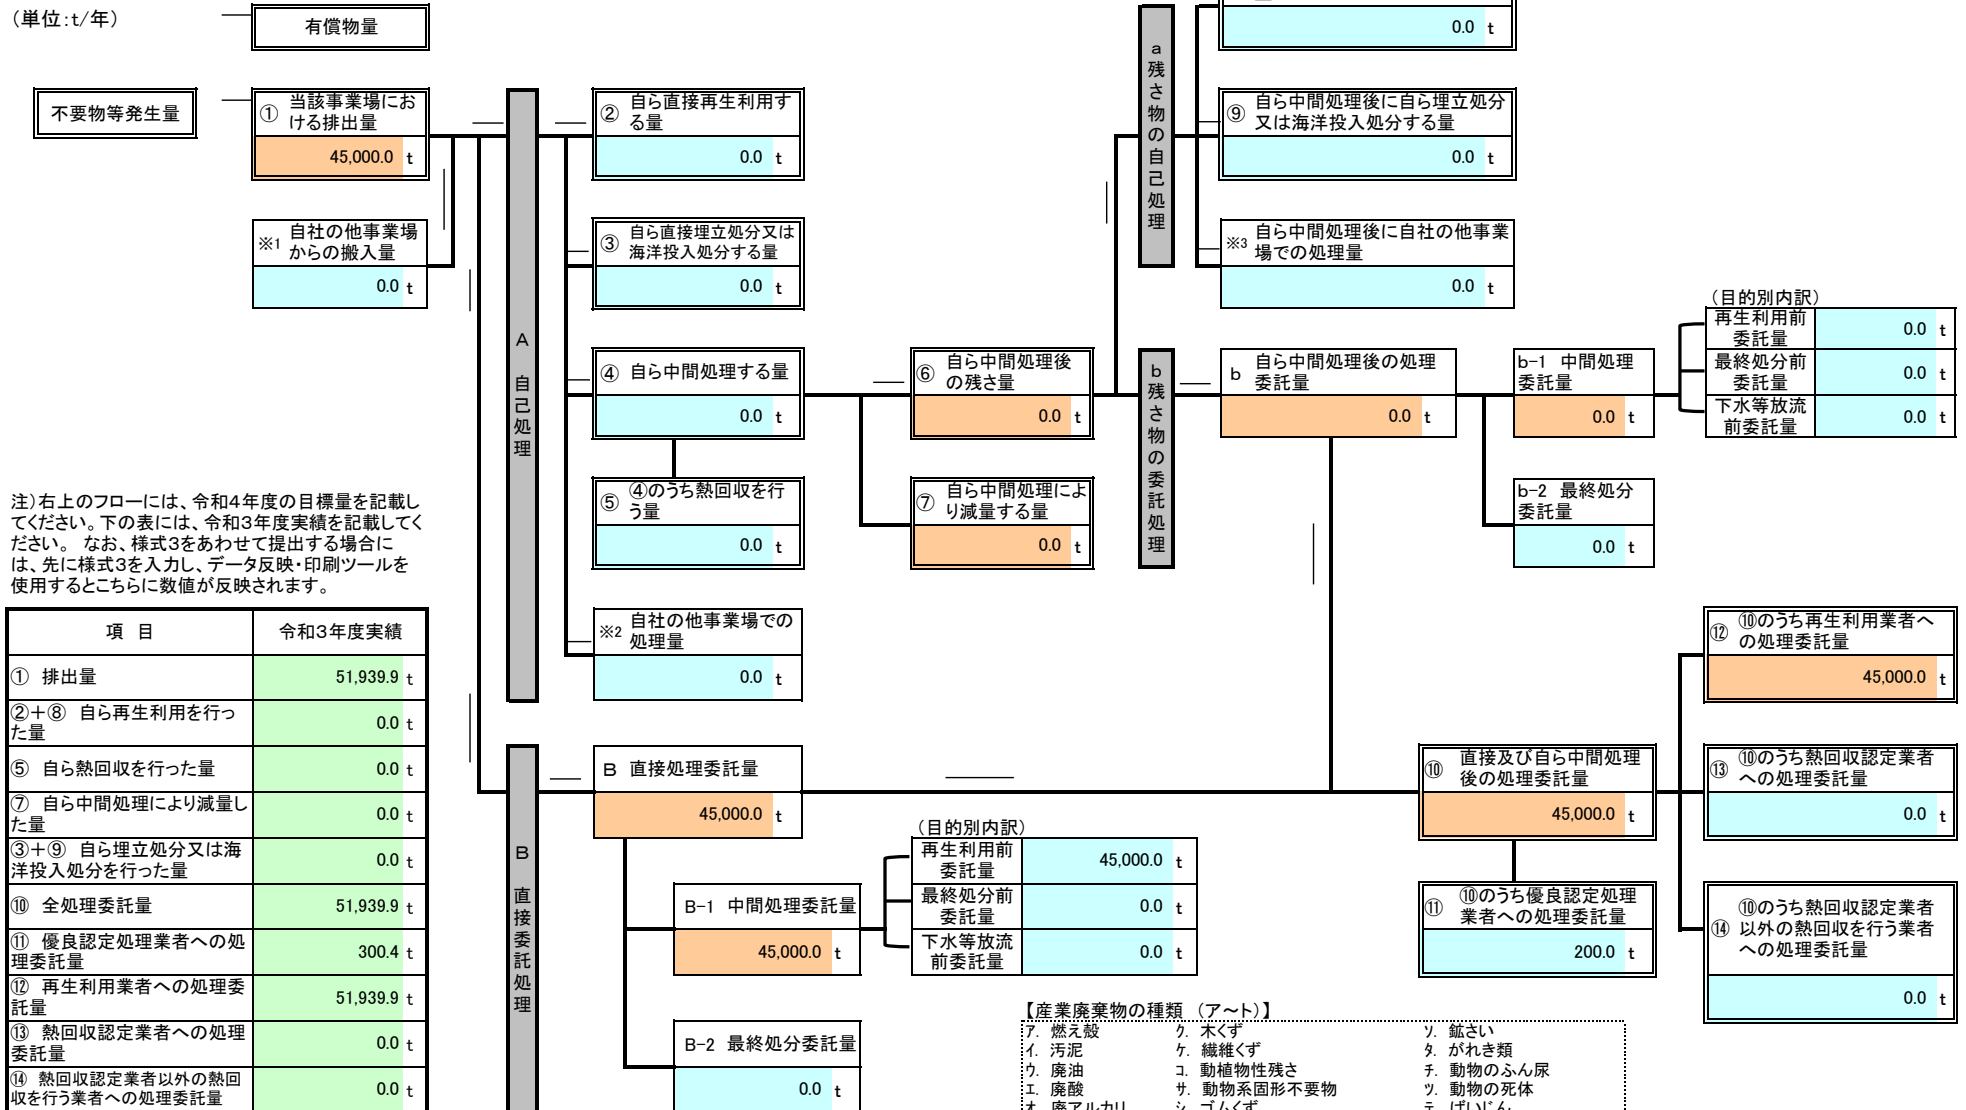 (単位:t/年)
有償物量
不要物等発生量
① 当該事業場にお
ける排出量
45,000.0 t
※1 自社の他事業場
からの搬入量
0.0 t
A 自己処理
② 自ら直接再生利用す
る量
0.0 t
③ 自ら直接埋立処分又は
海洋投入処分する量
0.0 t
④ 自ら中間処理する量
0.0 t
⑤ ④のうち熱回収を行
う量
0.0 t
※2 自社の他事業場での
処理量
0.0 t
⑥ 自ら中間処理後
の残さ量
0.0 t
⑦ 自ら中間処理によ
り減量する量
0.0 t
a 残さ物の自己処理
0.0 t
⑨ 自ら中間処理後に自ら埋立処分
又は海洋投入処分する量
0.0 t
※3 自ら中間処理後に自社の他事業
場での処理量
0.0 t
b 残さ物の委託処理
b 自ら中間処理後の処理
委託量
0.0 t
b-1 中間処理
委託量
0.0 t
b-2 最終処分
委託量
0.0 t
(目的別内訳)
再生利用前
委託量
0.0 t
最終処分前
委託量
0.0 t
下水等放流
前委託量
0.0 t
注)右上のフローには、令和4年度の目標量を記載し
てください。下の表には、令和3年度実績を記載してく
ださい。 なお、様式3をあわせて提出する場合に
は、先に様式3を入力し、データ反映・印刷ツールを
使用するとこちらに数値が反映されます。
項 目 令和3年度実績
① 排出量 51,939.9 t
②+⑧ 自ら再生利用を行っ
た量
0.0 t
⑤ 自ら熱回収を行った量 0.0 t
⑦ 自ら中間処理により減量し
た量
0.0 t
③+⑨ 自ら埋立処分又は海
洋投入処分を行った量
0.0 t
⑩ 全処理委託量 51,939.9 t
⑪ 優良認定処理業者への処
理委託量
300.4 t
⑫ 再生利用業者への処理委
託量
51,939.9 t
⑬ 熱回収認定業者への処理
委託量
0.0 t
⑭ 熱回収認定業者以外の熱回
収を行う業者への処理委託量
0.0 t
B 直接委託処理
B 直接処理委託量
45,000.0 t
B-1 中間処理委託量
45,000.0 t
B-2 最終処分委託量
0.0 t
(目的別内訳)
再生利用前
委託量
45,000.0 t
最終処分前
委託量
0.0 t
下水等放流
前委託量
0.0 t
⑩ 直接及び自ら中間処理
後の処理委託量
45,000.0 t
⑪ ⑩のうち優良認定処理
業者への処理委託量
200.0 t
⑫ ⑩のうち再生利用業者へ
の処理委託量
45,000.0 t
⑬ ⑩のうち熱回収認定業者
への処理委託量
0.0 t
⑭ ⑩のうち熱回収認定業者
以外の熱回収を行う業者
への処理委託量
0.0 t
【産業廃棄物の種類 (ア~ト)】
ア. 燃え殻 ク. 木くず ソ. 鉱さい
イ. 汚泥 ケ. 繊維くず タ. がれき類
ウ. 廃油 コ. 動植物性残さ チ. 動物のふん尿
エ. 廃酸 サ. 動物系固形不要物 ツ. 動物の死体
オ. 廃アルカリ シ. ゴムくず テ. ばいじん